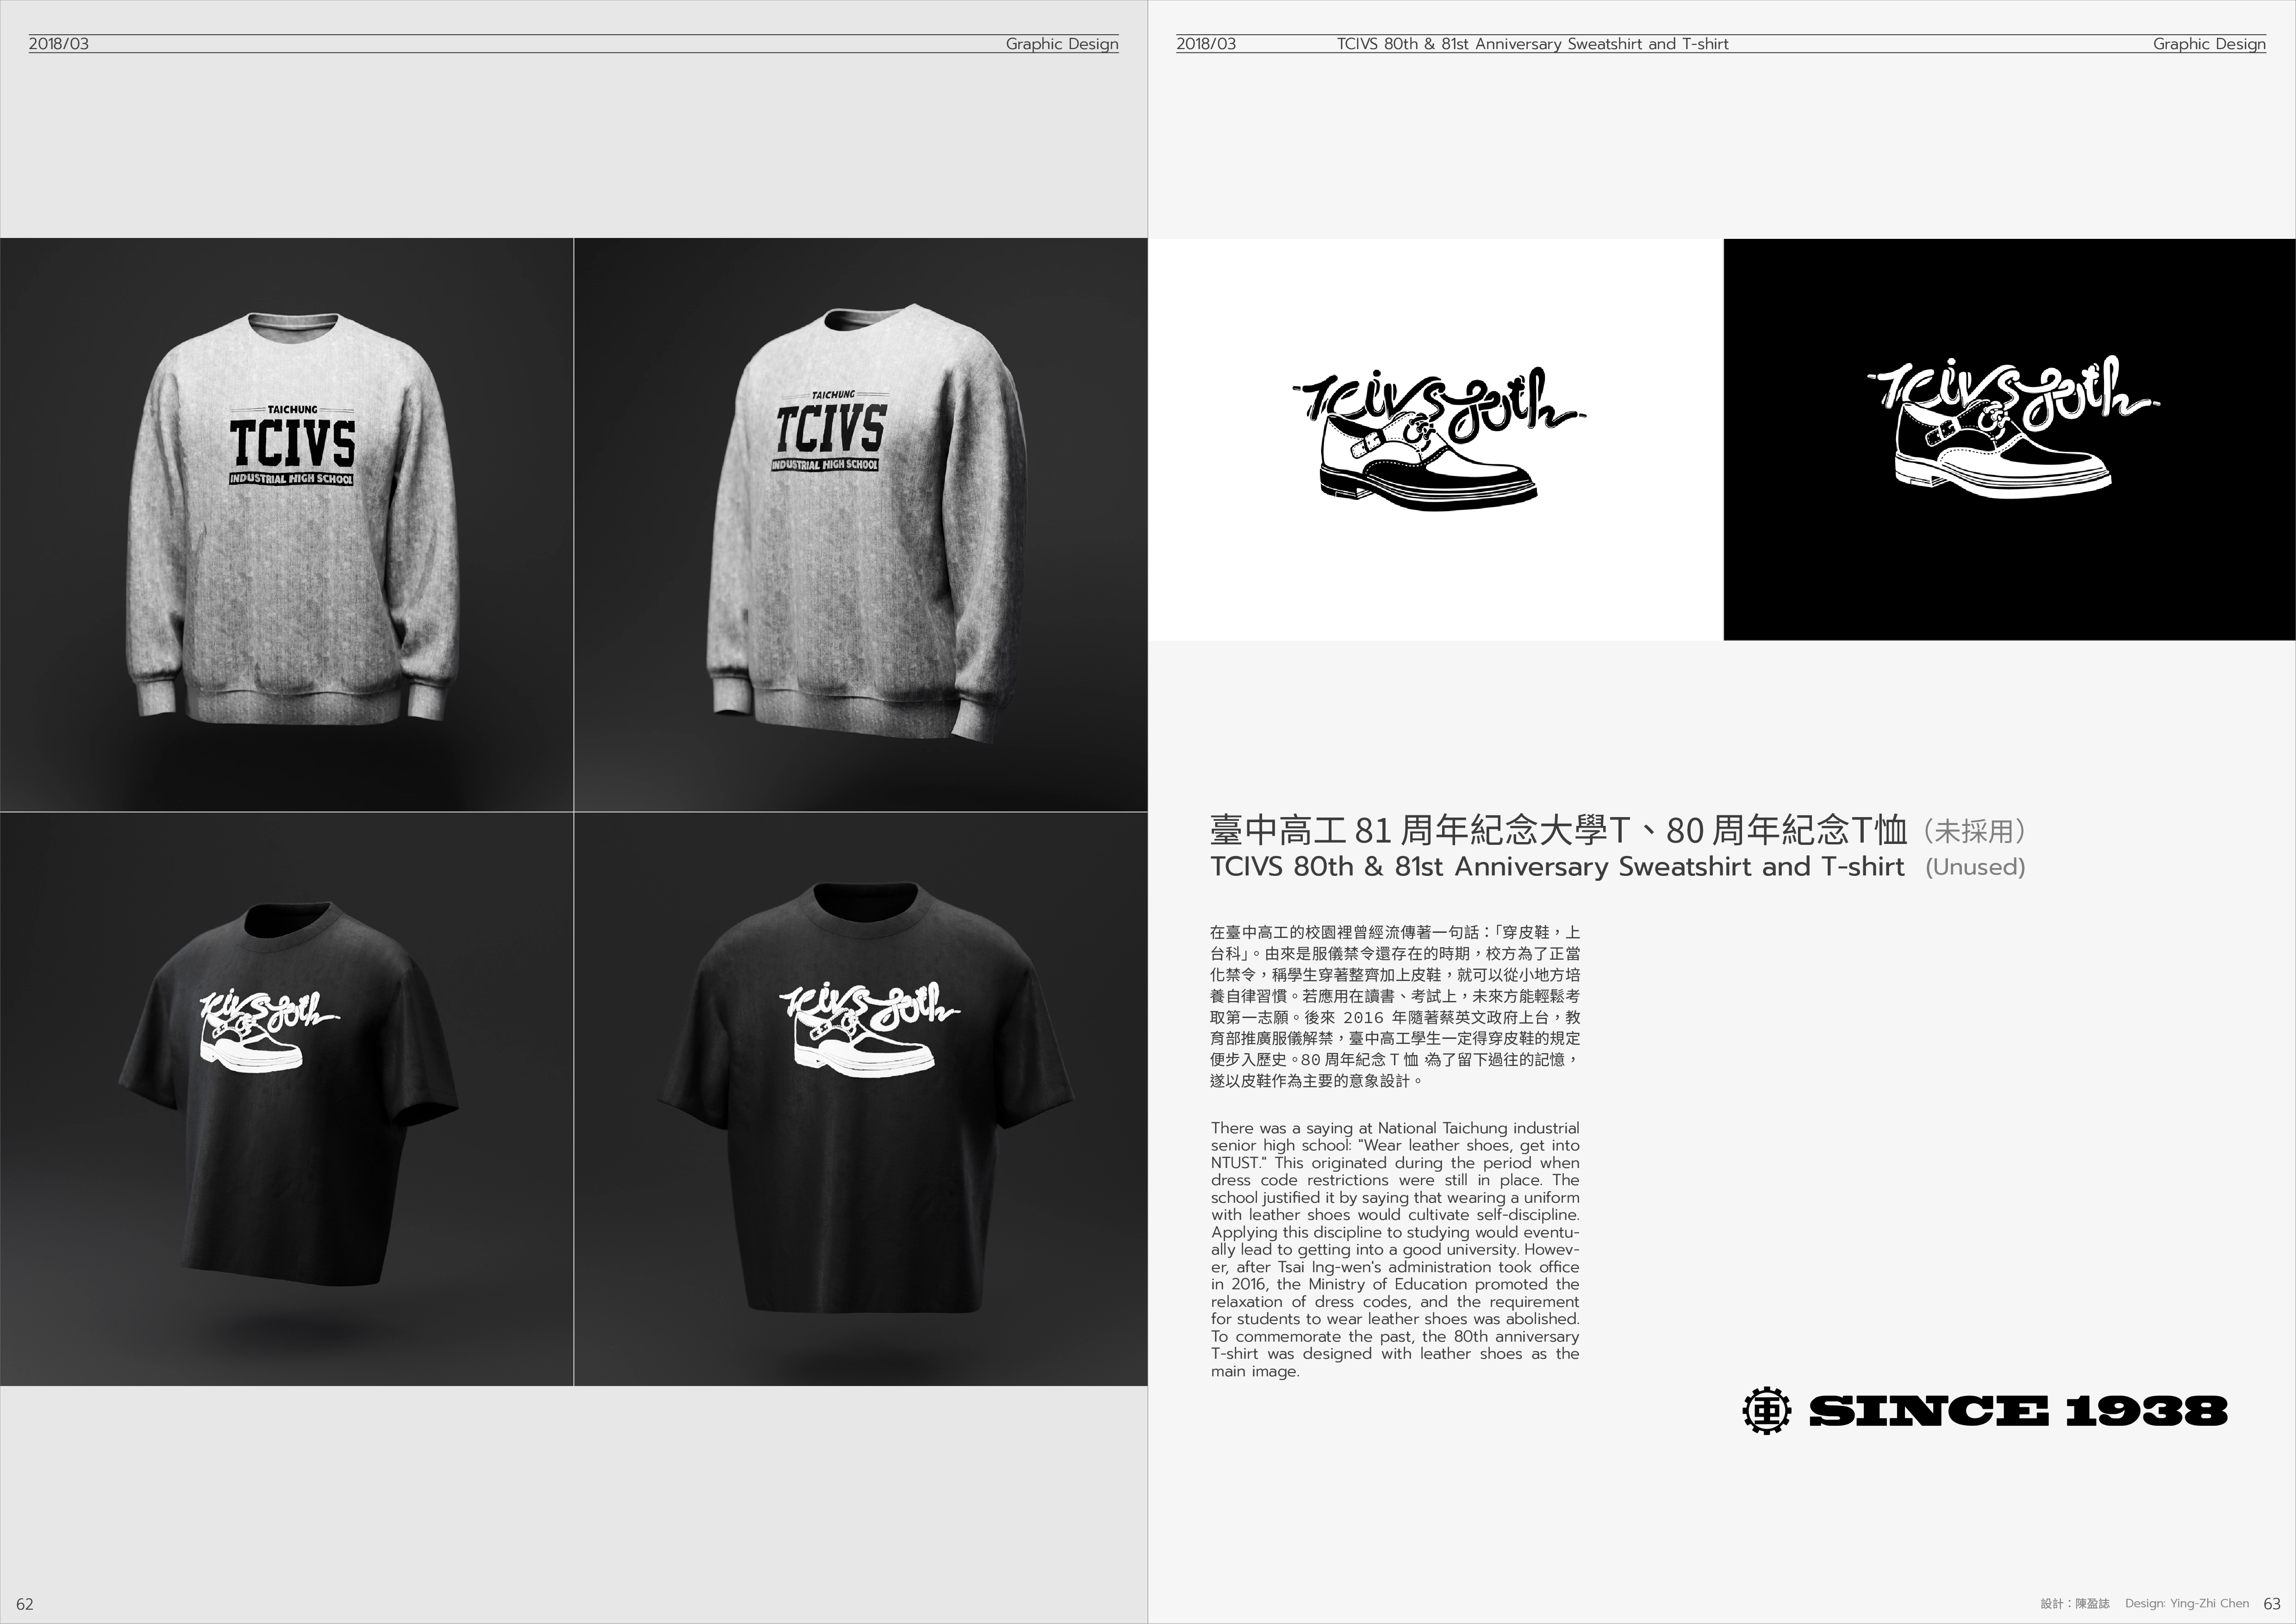 2018/03
Graphic Design
TAICHUNG
TCIVS
INDUSTRIAL HIGH SCHOOL
TAICHUNG
TCIVS
INDUSTRIAL HIGH SCHOOL
TCivS 80th
TCivS 80th
62
2018/03
TCIVS 80th & 81st Anniversary Sweatshirt and T-shirt
Graphic Design
TCivS 80th
TCivS 80th
臺中高工 81 周年紀念大學T、80 周年紀念T恤（未採用）
TCIVS 80th & 81st Anniversary Sweatshirt and T-shirt (Unused)
在臺中高工的校園裡曾經流傳著一句話：「穿皮鞋，上
台科」。由來是服儀禁令還存在的時期，校方為了正當
化禁令，稱學生穿著整齊加上皮鞋，就可以從小地方培
養自律習慣。若應用在讀書、考試上，未來方能輕鬆考
取第一志願。後來 2016 年隨著蔡英文政府上台，教
育部推廣服儀解禁，臺中高工學生一定得穿皮鞋的規定
便步入歷史。80 周年紀念 T 恤 為了留下過往的記憶，
遂以皮鞋作為主要的意象設計。
There was a saying at National Taichung industrial
senior high school: "Wear leather shoes, get into
NTUST." This originated during the period when
dress code restrictions were still in place. The
school justified it by saying that wearing a uniform
with leather shoes would cultivate self-discipline.
Applying this discipline to studying would eventu-
ally lead to getting into a good university. Howev-
er, after Tsai Ing-wen's administration took office
in 2016, the Ministry of Education promoted the
relaxation of dress codes, and the requirement
for students to wear leather shoes was abolished.
To commemorate the past, the 80th anniversary
T-shirt was designed with leather shoes as the
main image.
SINCE 1938
設計：陳盈誌 Design: Ying-Zhi Chen
63